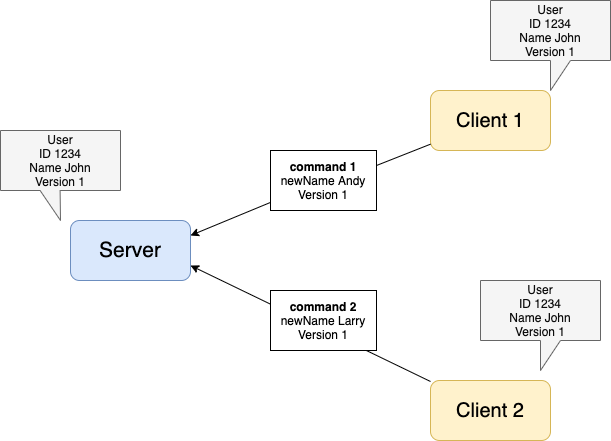 User
ID 1234
Name John
Version 1
Client 1
User
ID 1234
Name John
Version 1
command 1
newName Andy
Version 1
Server
command 2
newName Larry
Version 1
User
ID 1234
Name John
Version 1
Client 2